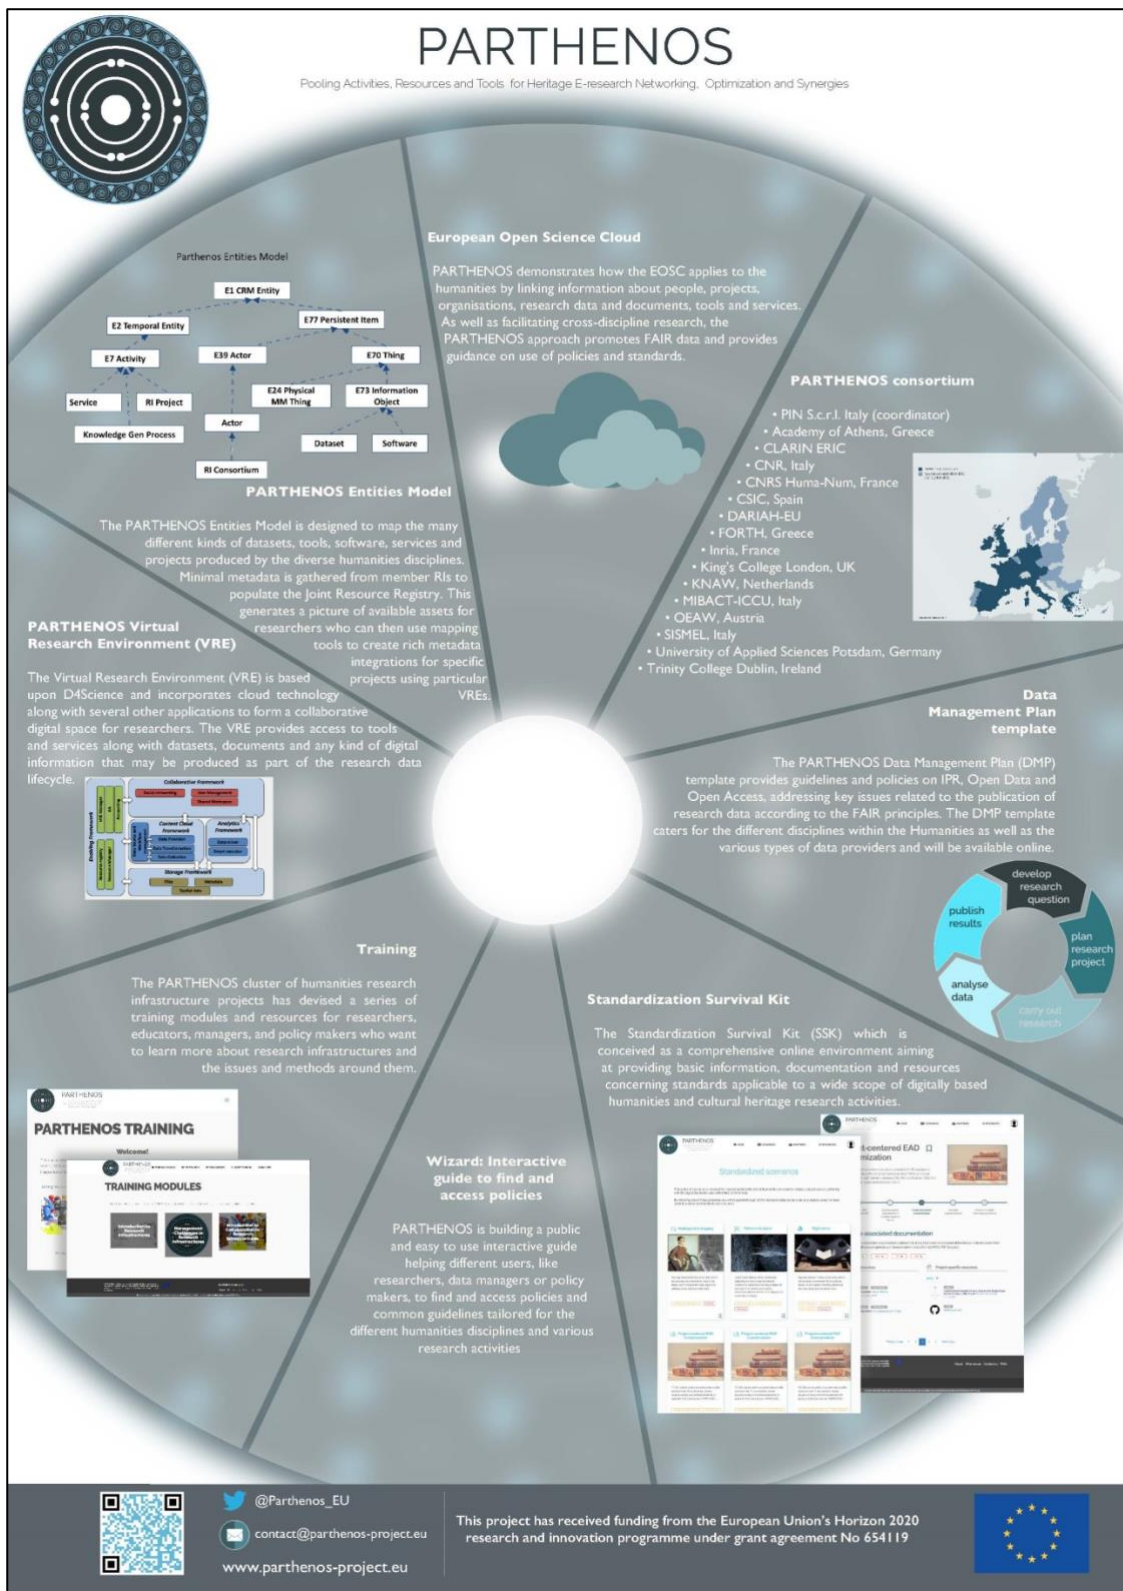 PARTHENOS
Pooling Activities, Resources and Tools for Heritage E-research Networking, Optimization and Synergies
Parthenos Entities Model
E1 CRM Entity
E2 Temporal Entity
E77 Persistent Item
E7 Activity
E39 Actor
E70 Thing
Service
RI Project
E24 Physical
MM Thing
E73 Information
Object
Knowledge Gen Process
Actor
Dataset
Software
RI Consortium
PARTHENOS Entities Model
The PARTHENOS Entities Model is designed to map the many
different kinds of datasets, tools, software, services and
projects produced by the diverse humanities disciplines.
Minimal metadata is gathered from member RIs to
populate the Joint Resource Registry. This
generates a picture of available assets for
researchers who can then use mapping
tools to create rich metadata
integrations for specific
projects using particular
VREs.
European Open Science Cloud
PARTHENOS demonstrates how the EOSC applies to the
humanities by linking information about people, projects,
organisations, research data and documents, tools and services.
As well as facilitating cross-discipline research, the
PARTHENOS approach promotes FAIR data and provides
guidance on use of policies and standards.
PARTHENOS consortium
• PIN S.c.r.l. Italy (coordinator)
• Academy of Athens, Greece
• CLARIN ERIC
• CNR, Italy
• CNRS Huma-Num, France
• CSIC, Spain
• DARIAH-EU
• FORTH, Greece
• Inria, France
• King's College London, UK
• KNAW, Netherlands
• MIBACT-ICCU, Italy
• OEAW, Austria
• SISMEL, Italy
• University of Applied Sciences Potsdam, Germany
• Trinity College Dublin, Ireland
PARTHENOS Virtual
Research Environment (VRE)
The Virtual Research Environment (VRE) is based
upon D4Science and incorporates cloud technology
along with several other applications to form a collaborative
digital space for researchers. The VRE provides access to tools
and services along with datasets, documents and any kind of digital
information that may be produced as part of the research data
lifecycle.
Collaborative Framework
Enabling Framework
Content Cloud
Framework
Analytics
Framework
Storage Framework
Data
Management Plan
template
The PARTHENOS Data Management Plan (DMP)
template provides guidelines and policies on IPR, Open Data and
Open Access, addressing key issues related to the publication of
research data according to the FAIR principles. The DMP template
caters for the different disciplines within the Humanities as well as the
various types of data providers and will be available online.
develop
research
question
plan
research
project
carry out
research
analyse
data
publish
results
Training
The PARTHENOS cluster of humanities research
infrastructure projects has devised a series of
training modules and resources for researchers,
educators, managers, and policy makers who want
to learn more about research infrastructures and
the issues and methods around them.
PARTHENOS
PARTHENOS TRAINING
Welcome!
TRAINING MODULES
Wizard: Interactive
guide to find and
access policies
PARTHENOS is building a public
and easy to use interactive guide
helping different users, like
researchers, data managers or policy
makers, to find and access policies and
common guidelines tailored for the
different humanities disciplines and various
research activities
Standardization Survival Kit
The Standardization Survival Kit (SSK) which is
conceived as a comprehensive online environment aiming
at providing basic information, documentation and resources
concerning standards applicable to a wide scope of digitally based
humanities and cultural heritage research activities.
PARTHENOS
Standardized scenarios
PARTHENOS
t-centered EAD
mization
associated documentation
@Parthenos_EU
contact@parthenos-project.eu
www.parthenos-project.eu
This project has received funding from the European Union's Horizon 2020
research and innovation programme under grant agreement No 654119